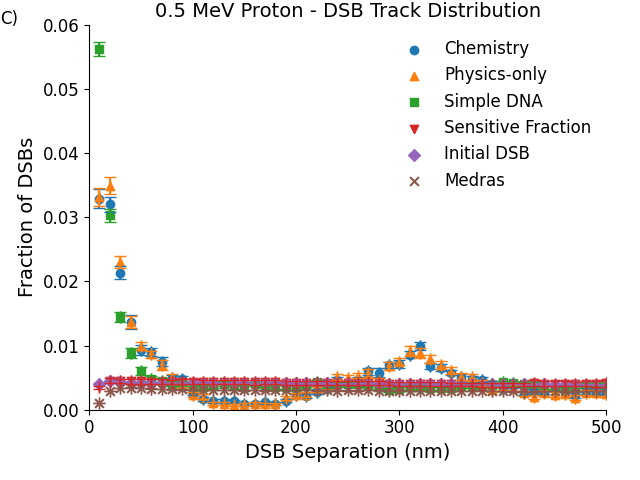 C)
0.5 MeV Proton - DSB Track Distribution
Fraction of DSBs
0.06
0.05
0.04
0.03
0.02
0.01
0.00
Chemistry
Physics-only
Simple DNA
Sensitive Fraction
Initial DSB
Medras
0 100 200 300 400 500
DSB Separation (nm)